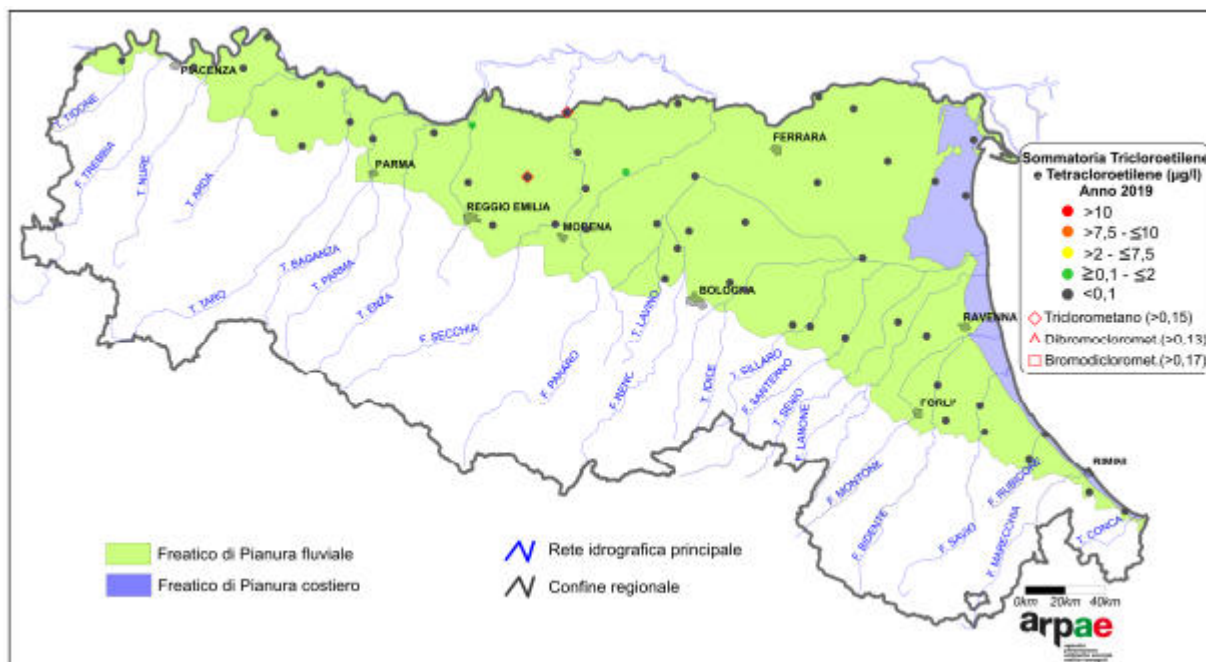 PIACENZA
T. TIDONE
F. TREBBIA
T. NURE
T. ARDA
PARMA
FERRARA
REGGIO EMILIA
MODENA
BOLOGNA
RAVENNA
FORLI'
RIMINI
T. TARO
T. BAGANZA
T. PARMA
T. ENZA
F. SECCHIA
F. PANARO
F. RENO
T. LAVINO
T. IDICE
T. SILLARO
F. SANTERNO
T. SENIO
F. LAMONE
F. MONTONE
F. BIDENTE
F. SAVIO
F. RUBICONE
F. MARECCHIA
T. CONCA
Sommatoria Tricloroetilene
e Tetracloroetilene (µg/l)
Anno 2019
>10
>7,5 - ≤10
>2 - ≤7,5
≥0,1 - ≤2
<0,1
Triclorometano (>0,15)
Dibromocloromet.(>0,13)
Bromodicloromet.(>0,17)
Freatico di Pianura fluviale
Freatico di Pianura costiero
Rete idrografica principale
Confine regionale
0km 20km 40km
arpae